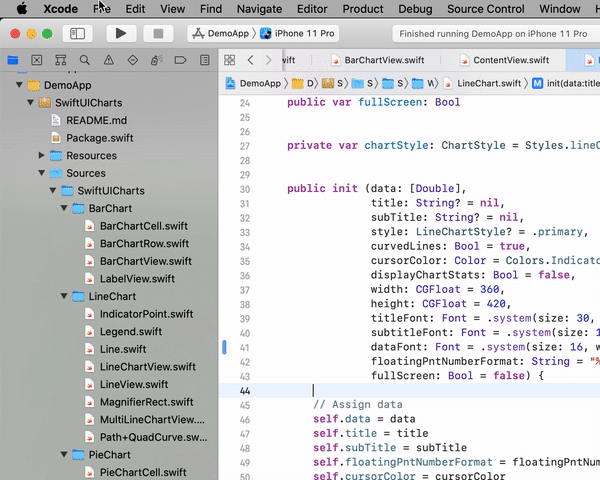 Xcode File Edit View Find Navigate Editor Product Debug Source Control Window H
DemoApp iPhone 11 Pro Finished running DemoApp on iPhone 11 Pro
wift BarChartView.swift ContentView.swift
DemoApp D S S S W LineChart.swift M init(data:title
DemoApp
SwiftUICharts
README.md
Package.swift
Resources
Sources
SwiftUICharts
BarChart
BarChartCell.swift
BarChartRow.swift
BarChartView.swift
LabelView.swift
LineChart
IndicatorPoint.swift
Legend.swift
Line.swift
LineChartView.swift
LineView.swift
MagnifierRect.swift
MultiLineChartView....
Path+QuadCurve.sw...
PieChart
PieChartCell.swift
24 public var fullScreen: Bool
25
26
27 private var chartStyle: ChartStyle = Styles.lineC
28
29
30 public init (data: [Double],
31 title: String? = nil,
32 subTitle: String? = nil,
33 style: LineChartStyle? = .primary,
34 curvedLines: Bool = true,
35 cursorColor: Color = Colors.Indicato
36 displayChartStats: Bool = false,
37 width: CGFloat = 360,
38 height: CGFloat = 420,
39 titleFont: Font = .system(size: 30,
40 subtitleFont: Font = .system(size: 1
41 dataFont: Font = .system(size: 16, w
42 floatingPntNumberFormat: String = "%
43 fullScreen: Bool = false) {
44
45 // Assign data
46 self.data = data
47 self.title = title
48 self.subTitle = subTitle
49 self.floatingPntNumberFormat = floatingPntNum
50 self.cursorColor = cursorColor